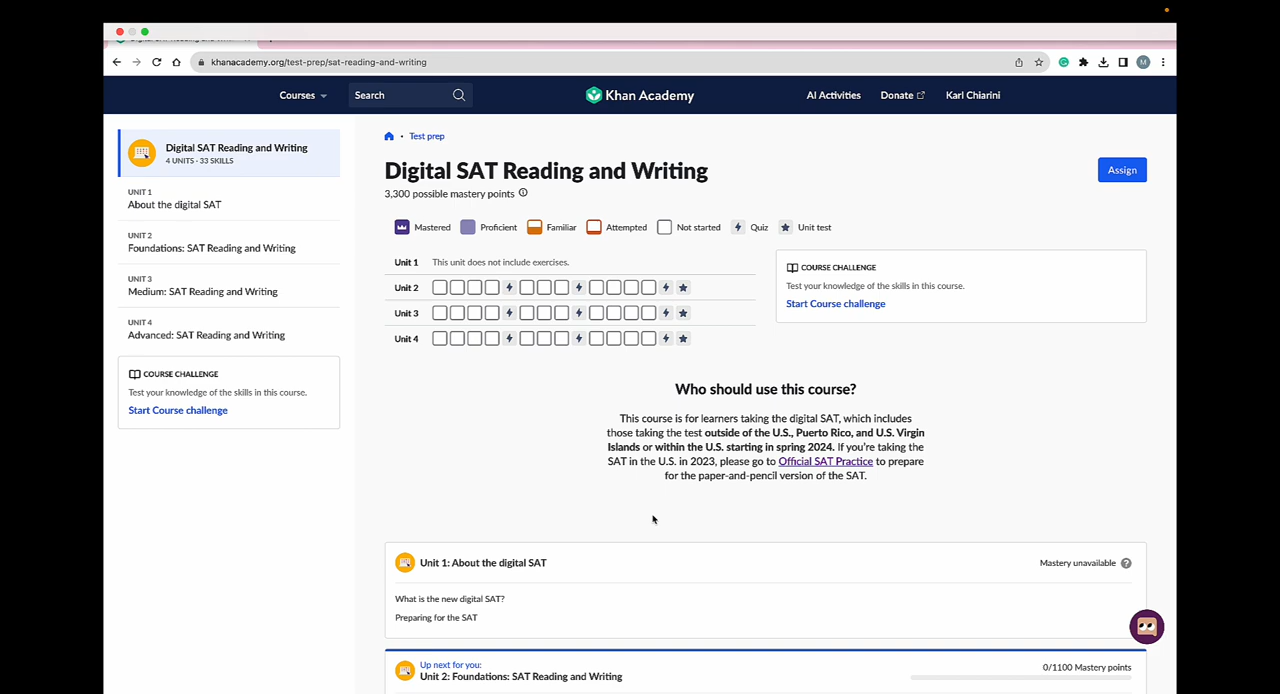 khanacademy.org/test-prep/sat-reading-and-writing
M
Courses
Search
Khan Academy
AI Activities
Donate
Karl Chiarini
Digital SAT Reading and Writing
4 UNITS · 33 SKILLS
UNIT 1
About the digital SAT
UNIT 2
Foundations: SAT Reading and Writing
UNIT 3
Medium: SAT Reading and Writing
UNIT 4
Advanced: SAT Reading and Writing
COURSE CHALLENGE
Test your knowledge of the skills in this course.
Start Course challenge
Test prep
Digital SAT Reading and Writing
Assign
3,300 possible mastery points
Mastered
Proficient
Familiar
Attempted
Not started
Quiz
Unit test
Unit 1 This unit does not include exercises.
Unit 2
Unit 3
Unit 4
COURSE CHALLENGE
Test your knowledge of the skills in this course.
Start Course challenge
Who should use this course?
This course is for learners taking the digital SAT, which includes
those taking the test outside of the U.S., Puerto Rico, and U.S. Virgin
Islands or within the U.S. starting in spring 2024. If you're taking the
SAT in the U.S. in 2023, please go to Official SAT Practice to prepare
for the paper-and-pencil version of the SAT.
Unit 1: About the digital SAT
Mastery unavailable ?
What is the new digital SAT?
Preparing for the SAT
Up next for you:
Unit 2: Foundations: SAT Reading and Writing
0/1100 Mastery points